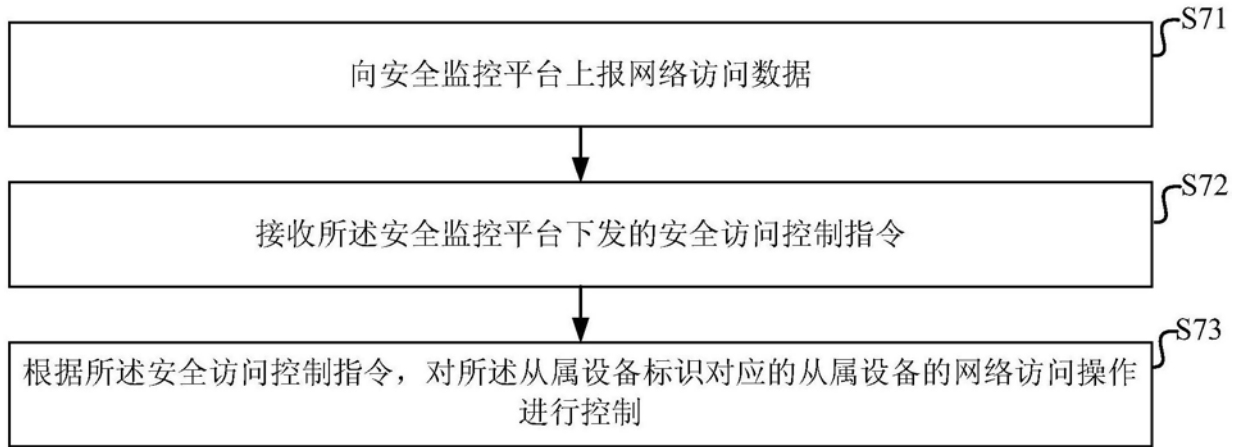 S71
向安全监控平台上报网络访问数据
S72
接收所述安全监控平台下发的安全访问控制指令
S73
根据所述安全访问控制指令，对所述从属设备标识对应的从属设备的网络访问操作
进行控制